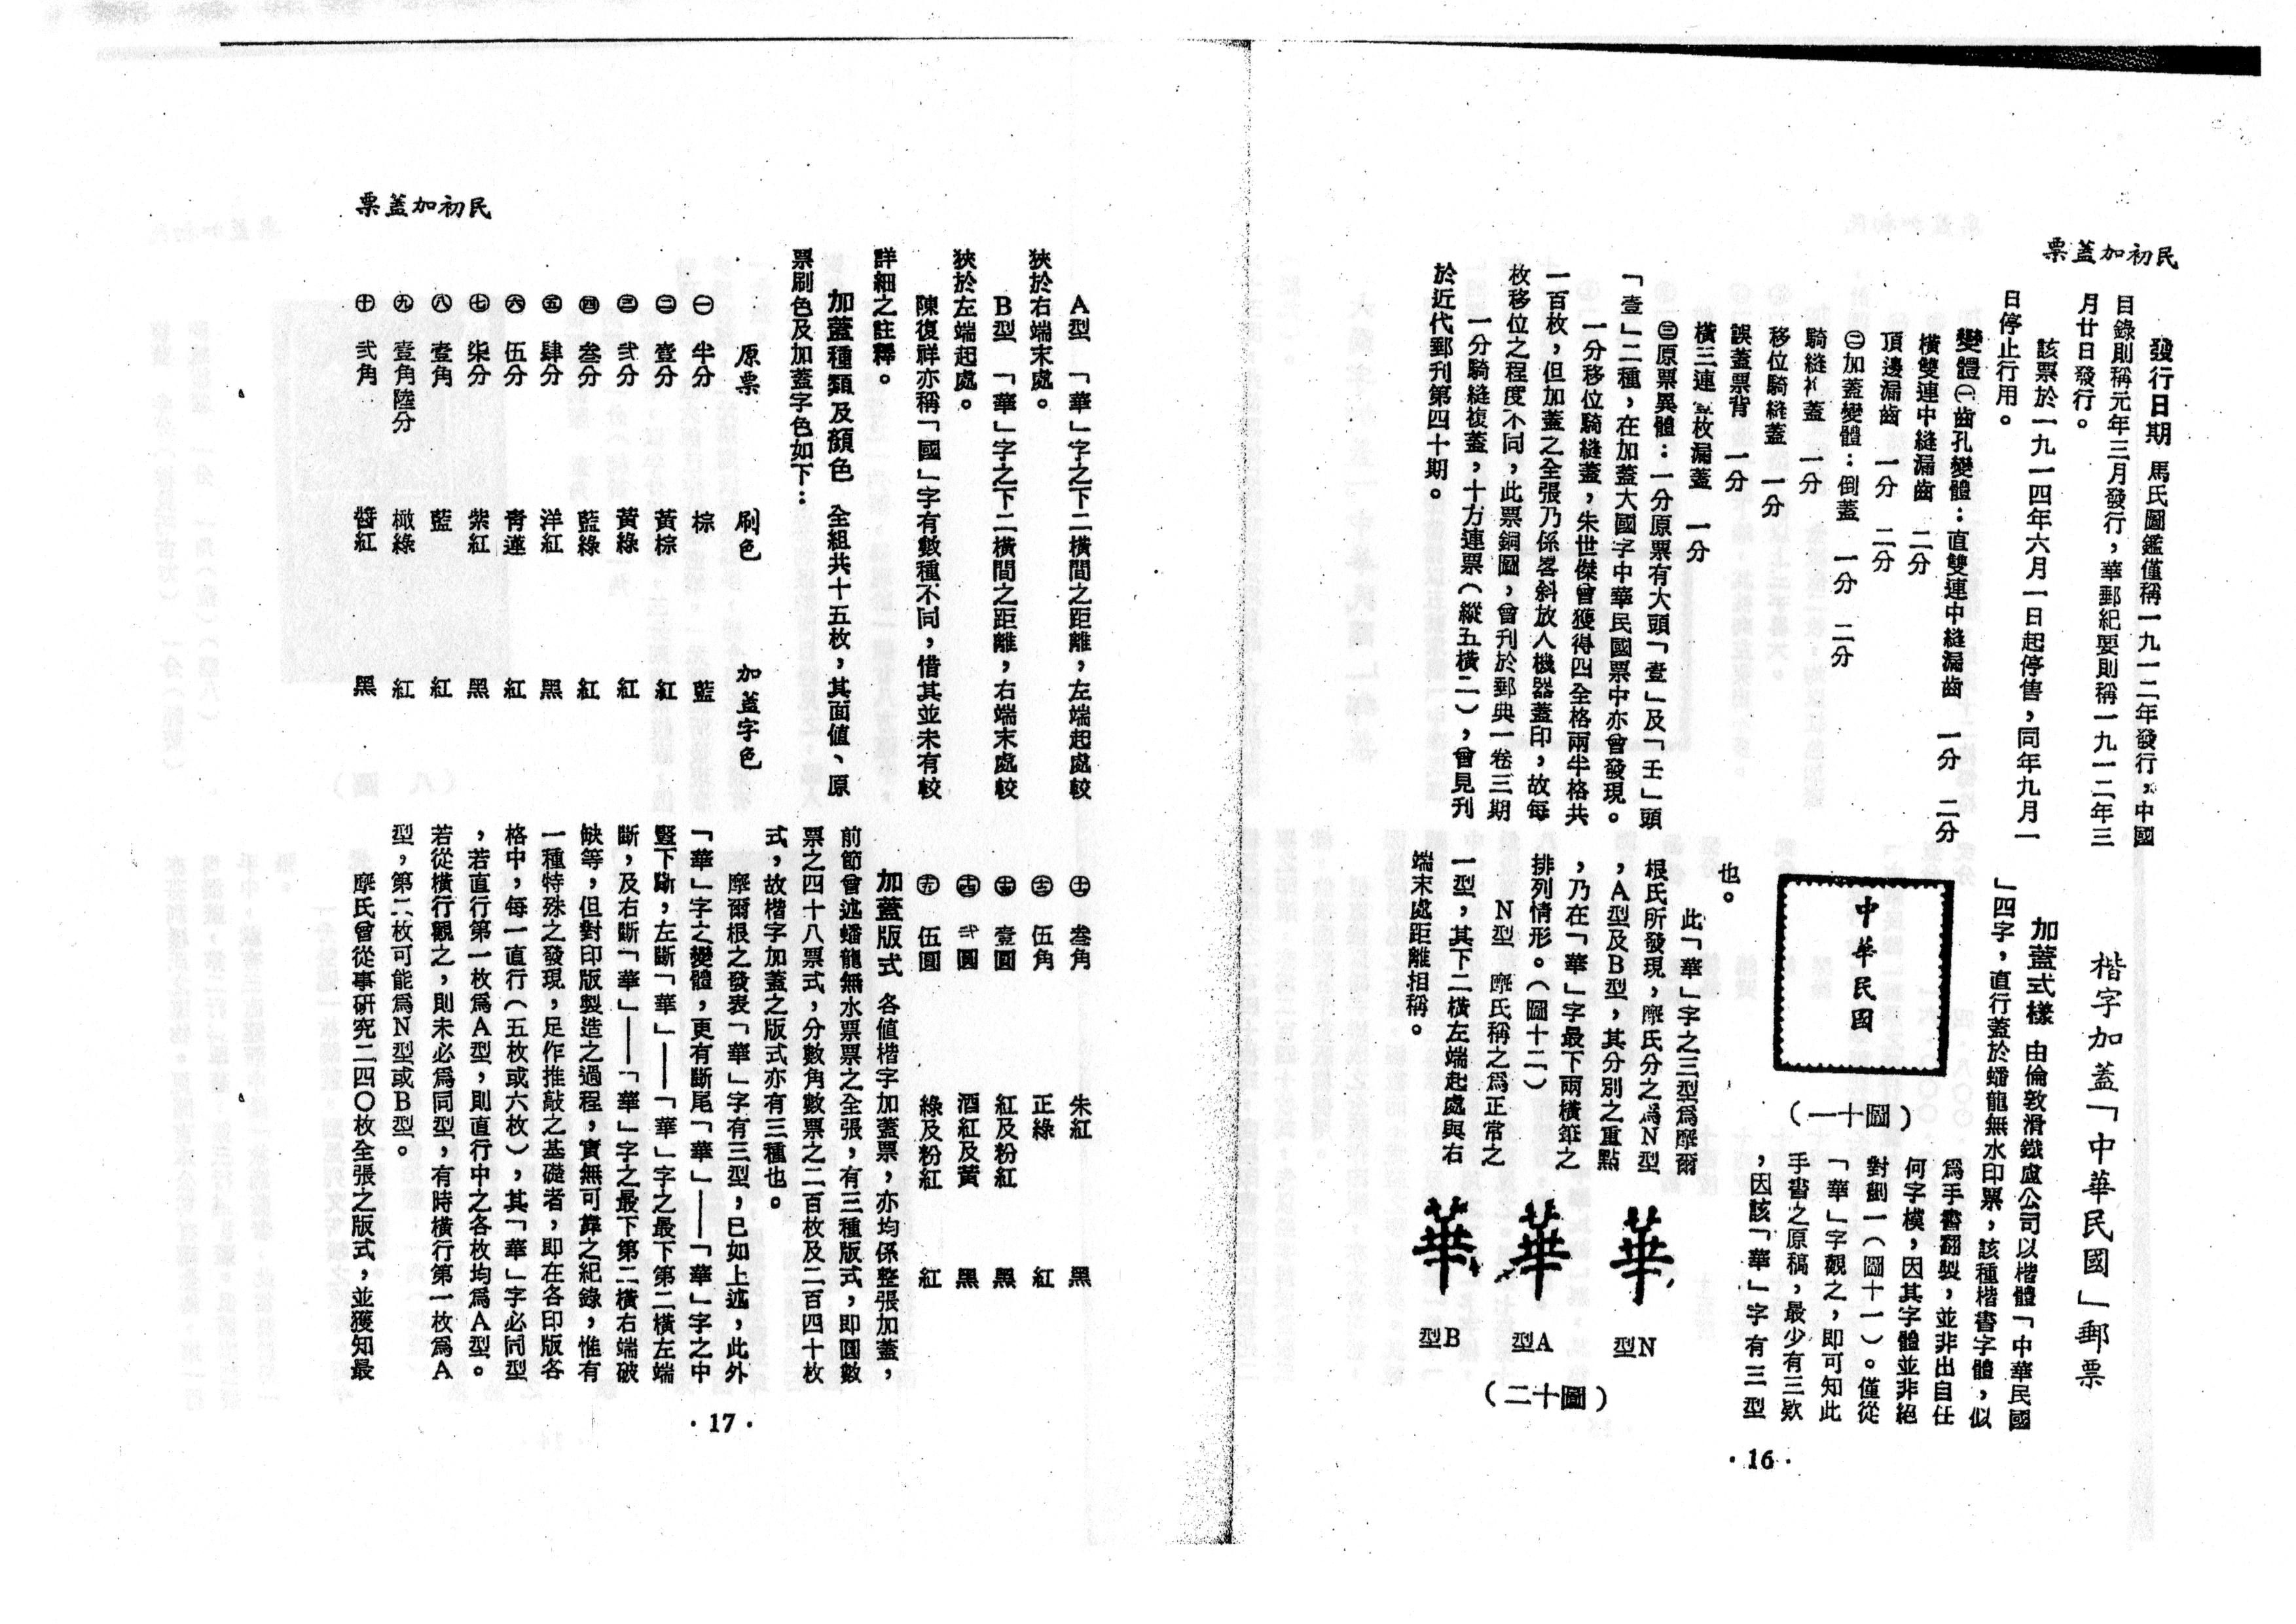 民初加蓋票
發行日期 馬氏圖鑑僅稱一九一二年發行，中國
目錄則稱元年三月發行，華郵紀要則稱一九一二年三
月廿日發行。
該票於一九一四年六月一日起停售，同年九月一
日停止行用。
變體㊀齒孔變體：直雙連中縫漏齒 一分 二分
橫雙連中縫漏齒 二分
頂邊漏齒 一分 二分
㊁加蓋變體：倒蓋 一分 二分
騎縫 蓋 一分
移位騎縫蓋 一分
誤蓋票背 一分
橫三連 枚漏蓋 一分
㊂原票異體：一分原票有大頭「壹」及「壬」頭
「壹」二種，在加蓋大國字中華民國票中亦曾發現。
一分移位騎縫蓋，朱世傑曾獲得四全格兩半格共
一百枚，但加蓋之全張乃係畧斜放入機器蓋印，故每
枚移位之程度不同，此票銅圖，曾刊於郵典一卷三期
一分騎縫複蓋，十方連票（縱五橫二），曾見刊
於近代郵刊第四十期。
楷字加蓋「中華民國」郵票
加蓋式樣 由倫敦滑鐵盧公司以楷體「中華民國
」四字，直行蓋於蟠龍無水印票，該種楷書字體，似
爲手書翻製，並非出自任
何字模，因其字體並非絕
對劃一（圖十一）。僅從
「華」字觀之，即可知此
手書之原稿，最少有三欵
，因該「華」字有三型
中華民國
（圖十一）
也。
此「華」字之三型爲摩爾
根氏所發現，摩氏分之爲N型
，A型及B型，其分別之重點
，乃在「華」字最下兩橫筆之
排列情形。（圖十二）
N型 摩氏稱之爲正常之
一型，其下二橫左端起處與右
端末處距離相稱。
華 N型
華 A型
華 B型
（圖十二）
·16·
民初加蓋票
A型 「華」字之下二橫間之距離，左端起處較
狹於右端末處。
B型 「華」字之下二橫間之距離，右端末處較
狹於左端起處。
陳復祥亦稱「國」字有數種不同，惜其並未有較
詳細之註釋。
加蓋種類及顏色 全組共十五枚，其面值、原
票刷色及加蓋字色如下：
原票 刷色 加蓋字色
㊀ 半分 棕 藍
㊁ 壹分 黃棕 紅
㊂ 弍分 黃綠 紅
㊃ 叁分 藍綠 紅
㊄ 肆分 洋紅 黑
㊅ 伍分 青蓮 紅
㊆ 柒分 紫紅 黑
㊇ 壹角 藍 紅
㊈ 壹角陸分 橄綠 紅
㊉ 弍角 醬紅 黑
⑪ 叁角 朱紅 黑
⑫ 伍角 正綠 紅
⑬ 壹圓 紅及粉紅 黑
⑭ 弍圓 酒紅及黃 黑
⑮ 伍圓 綠及粉紅 紅
加蓋版式 各値楷字加蓋票，亦均係整張加蓋，
前節曾述蟠龍無水票票之全張，有三種版式，即圓數
票之四十八票式，分數角數票之二百枚及二百四十枚
式，故楷字加蓋之版式亦有三種也。
摩爾根之發表「華」字有三型，已如上述，此外
「華」字之變體，更有斷尾「華」——「華」字之中
豎下斷，左斷「華」——「華」字之最下第二橫左端
斷，及右斷「華」——「華」字之最下第二橫右端破
缺等，但對印版製造之過程，實無可靠之紀錄，惟有
一種特殊之發現，足作推敲之基礎者，即在各印版各
格中，每一直行（五枚或六枚），其「華」字必同型
，若直行第一枚爲A型，則直行中之各枚均爲A型。
若從橫行觀之，則未必爲同型，有時橫行第一枚爲A
型，第二枚可能爲N型或B型。
摩氏曾從事研究二四〇枚全張之版式，並獲知最
·17·